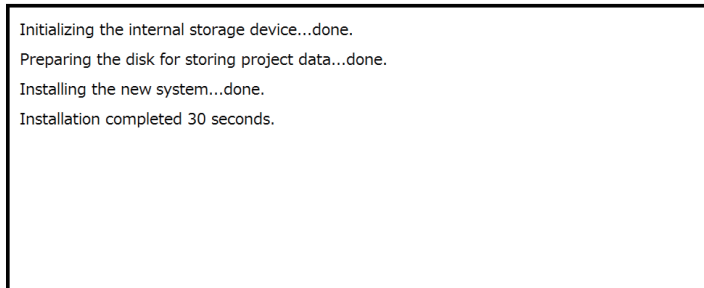 Initializing the internal storage device...done.
Preparing the disk for storing project data...done.
Installing the new system...done.
Installation completed 30 seconds.